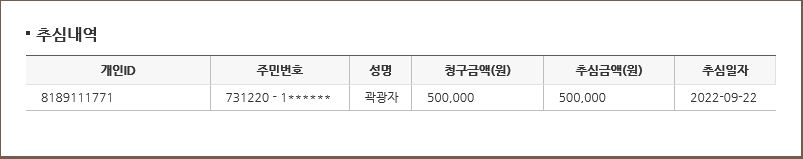 추심내역
개인ID 주민번호 성명 청구금액(원) 추심금액(원) 추심일자
8189111771 731220 - 1****** 곽광자 500,000 500,000 2022-09-22